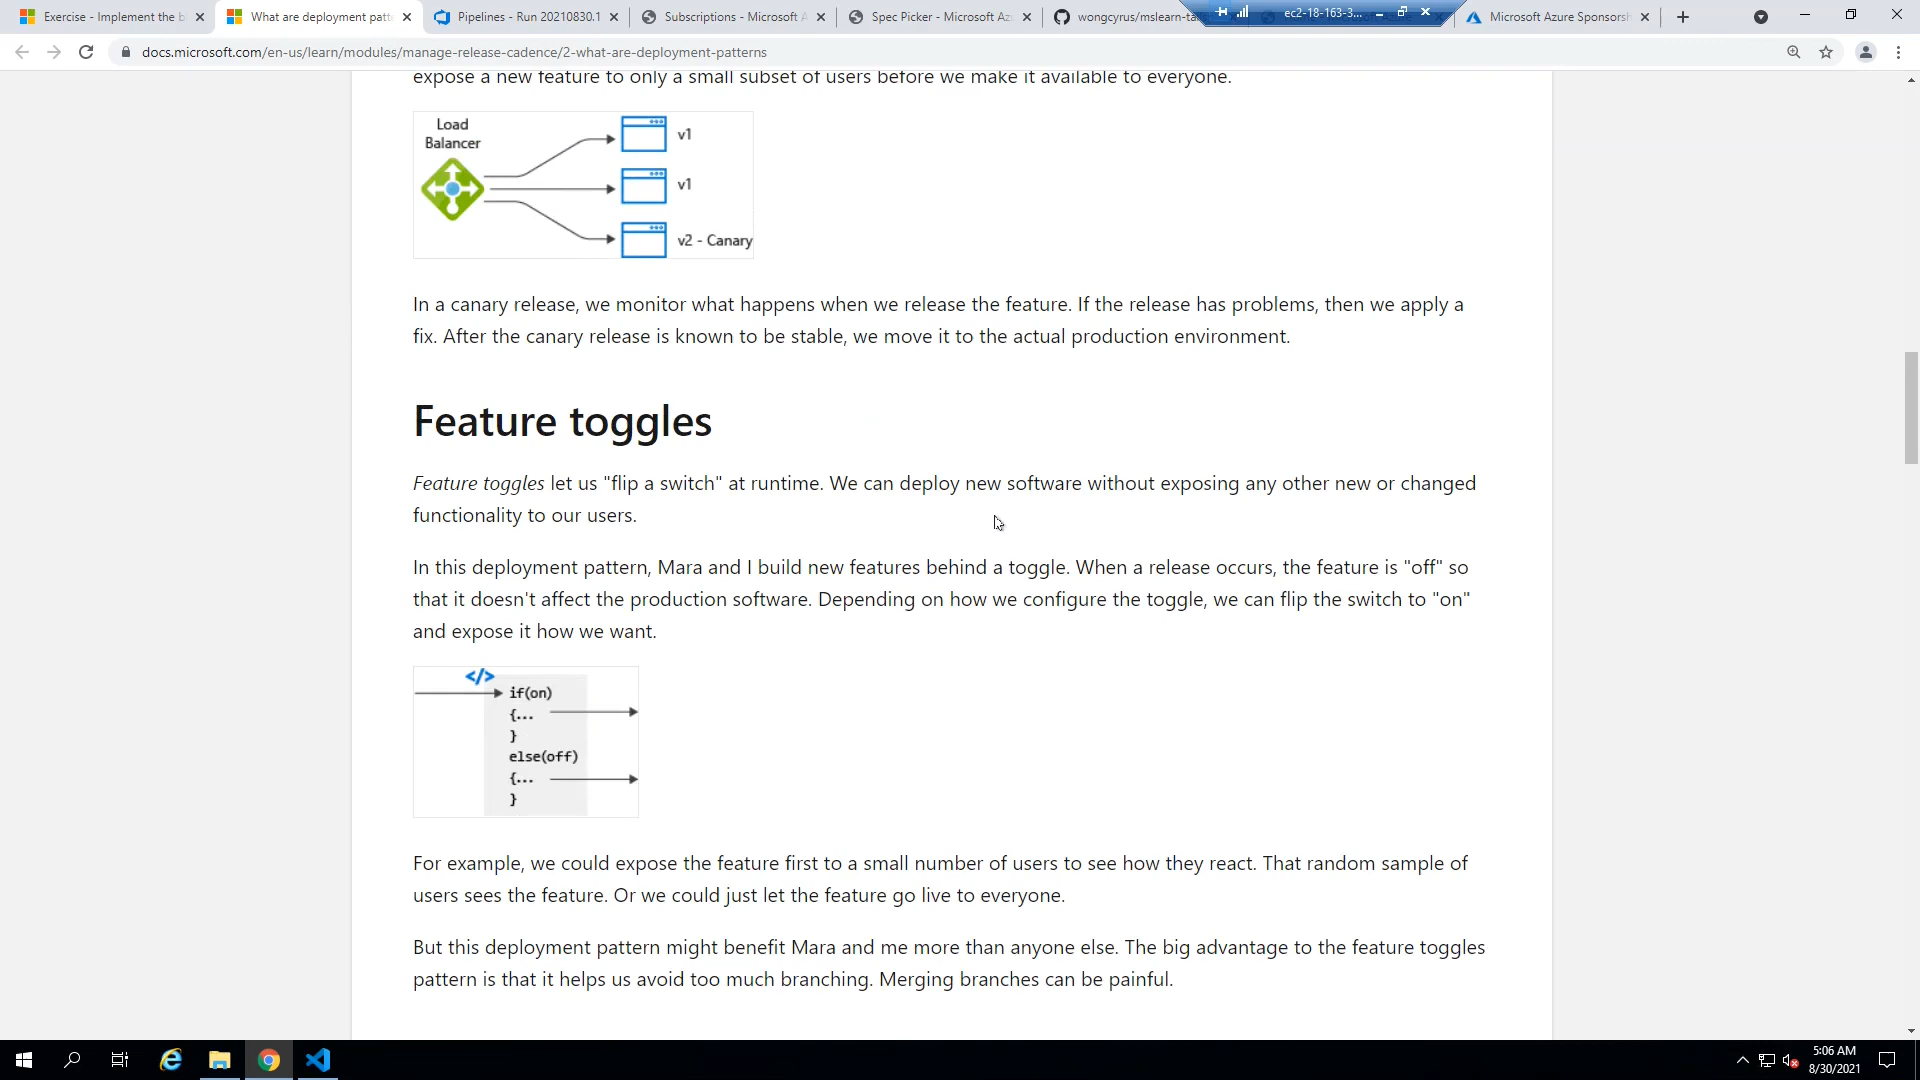 Exercise - Implement the b
What are deployment patt
Pipelines - Run 20210830.1
Subscriptions - Microsoft A
Spec Picker - Microsoft Az
wongcyrus/mslearn-tail
ec2-18-163-3...
Microsoft Azure Sponsorsh
docs.microsoft.com/en-us/learn/modules/manage-release-cadence/2-what-are-deployment-patterns
expose a new feature to only a small subset of users before we make it available to everyone.
Load
Balancer
v1
v1
v2 - Canary
In a canary release, we monitor what happens when we release the feature. If the release has problems, then we apply a
fix. After the canary release is known to be stable, we move it to the actual production environment.
Feature toggles
Feature toggles let us "flip a switch" at runtime. We can deploy new software without exposing any other new or changed
functionality to our users.
In this deployment pattern, Mara and I build new features behind a toggle. When a release occurs, the feature is "off" so
that it doesn't affect the production software. Depending on how we configure the toggle, we can flip the switch to "on"
and expose it how we want.
</>
if(on)
{...
}
else(off)
{...
}
For example, we could expose the feature first to a small number of users to see how they react. That random sample of
users sees the feature. Or we could just let the feature go live to everyone.
But this deployment pattern might benefit Mara and me more than anyone else. The big advantage to the feature toggles
pattern is that it helps us avoid too much branching. Merging branches can be painful.
5:06 AM
8/30/2021